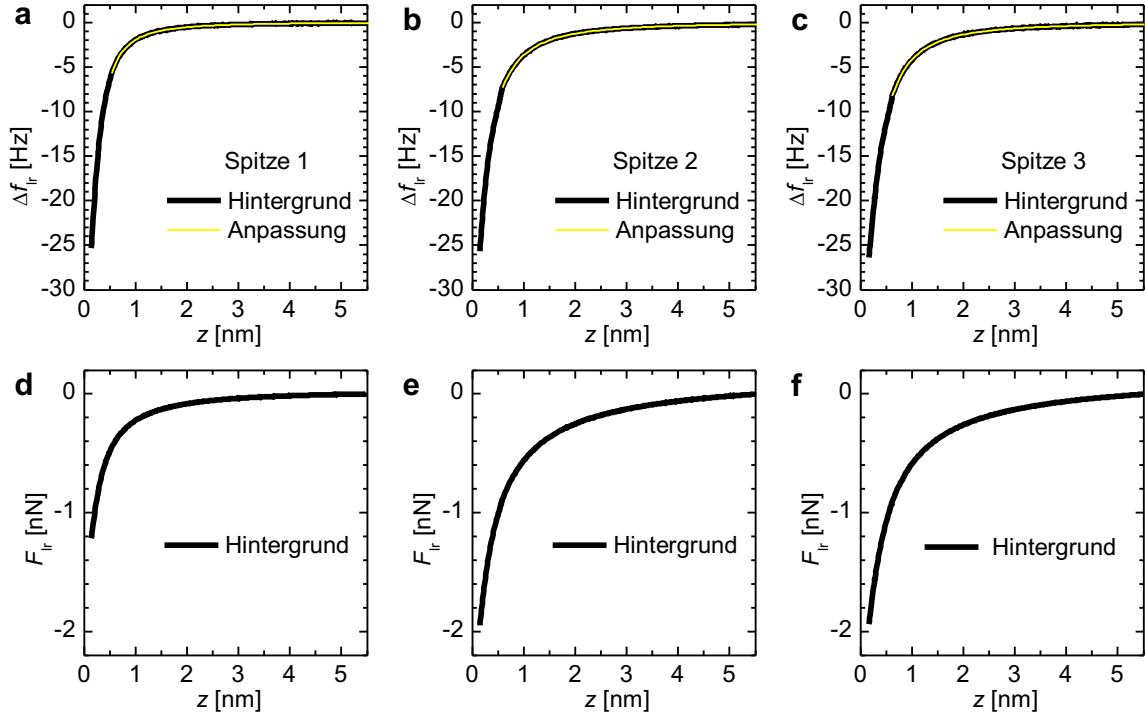 a
0
-5
-10
-15
-20
-25
-30
Δf_lr [Hz]
Spitze 1
Hintergrund
Anpassung
0 1 2 3 4 5
z [nm]
b
0
-5
-10
-15
-20
-25
-30
Δf_lr [Hz]
Spitze 2
Hintergrund
Anpassung
0 1 2 3 4 5
z [nm]
c
0
-5
-10
-15
-20
-25
-30
Δf_lr [Hz]
Spitze 3
Hintergrund
Anpassung
0 1 2 3 4 5
z [nm]
d
0
-1
-2
F_lr [nN]
Hintergrund
0 1 2 3 4 5
z [nm]
e
0
-1
-2
F_lr [nN]
Hintergrund
0 1 2 3 4 5
z [nm]
f
0
-1
-2
F_lr [nN]
Hintergrund
0 1 2 3 4 5
z [nm]